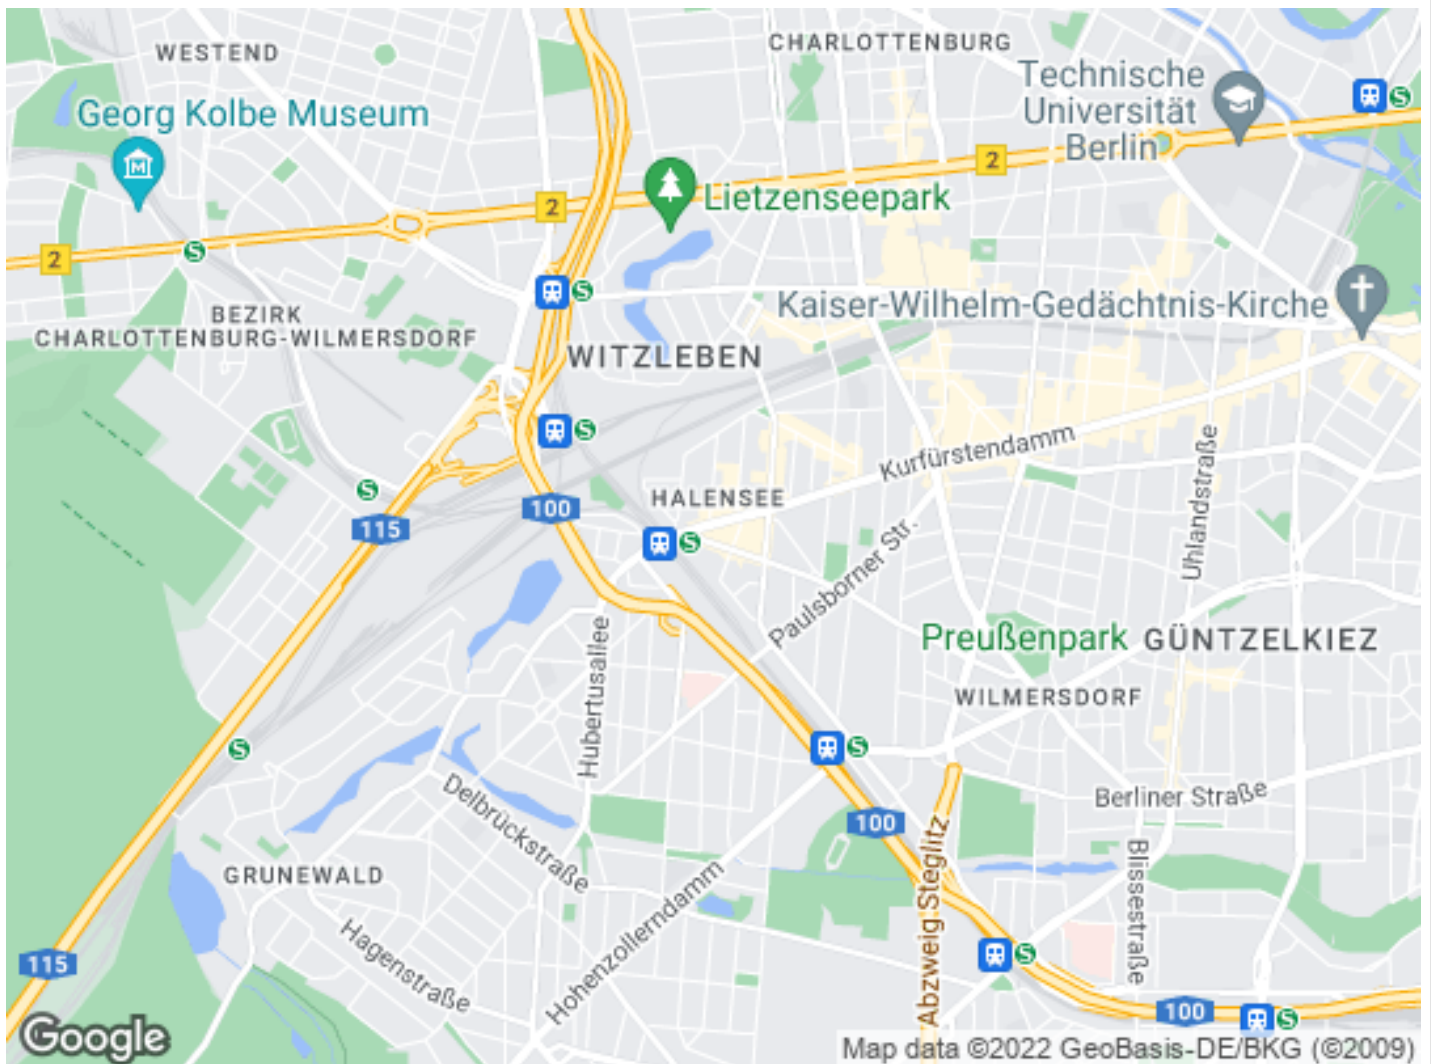 WESTEND
CHARLOTTENBURG
Technische
Universität
Berlin
S
Georg Kolbe Museum
M
2
Lietzenseepark
2
S
2
BEZIRK
CHARLOTTENBURG-WILMERSDORF
S
Kaiser-Wilhelm-Gedächtnis-Kirche
WITZLEBEN
S
Kurfürstendamm
Uhlandstraße
S
HALENSEE
100
115
S
Paulsborner Str.
Hubertusallee
Preußenpark
GÜNTZELKIEZ
WILMERSDORF
S
S
Delbrückstraße
Berliner Straße
100
Abzweig Steglitz
Blissestraße
GRUNEWALD
Hagenstraße
Hohenzollerndamm
115
S
100
S
Google
Map data ©2022 GeoBasis-DE/BKG (©2009)